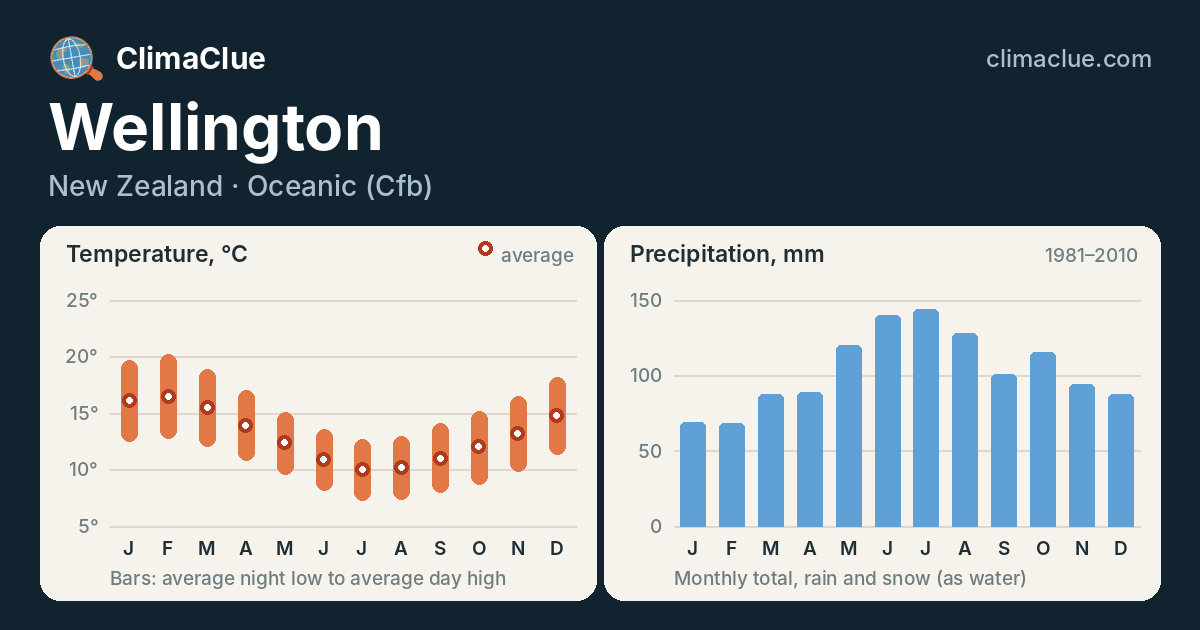 ClimaClue
climaclue.com
Wellington
New Zealand · Oceanic (Cfb)
Temperature, °C
average
25°
20°
15°
10°
5°
J F M A M J J A S O N D
Bars: average night low to average day high
Precipitation, mm
1981–2010
150
100
50
0
J F M A M J J A S O N D
Monthly total, rain and snow (as water)